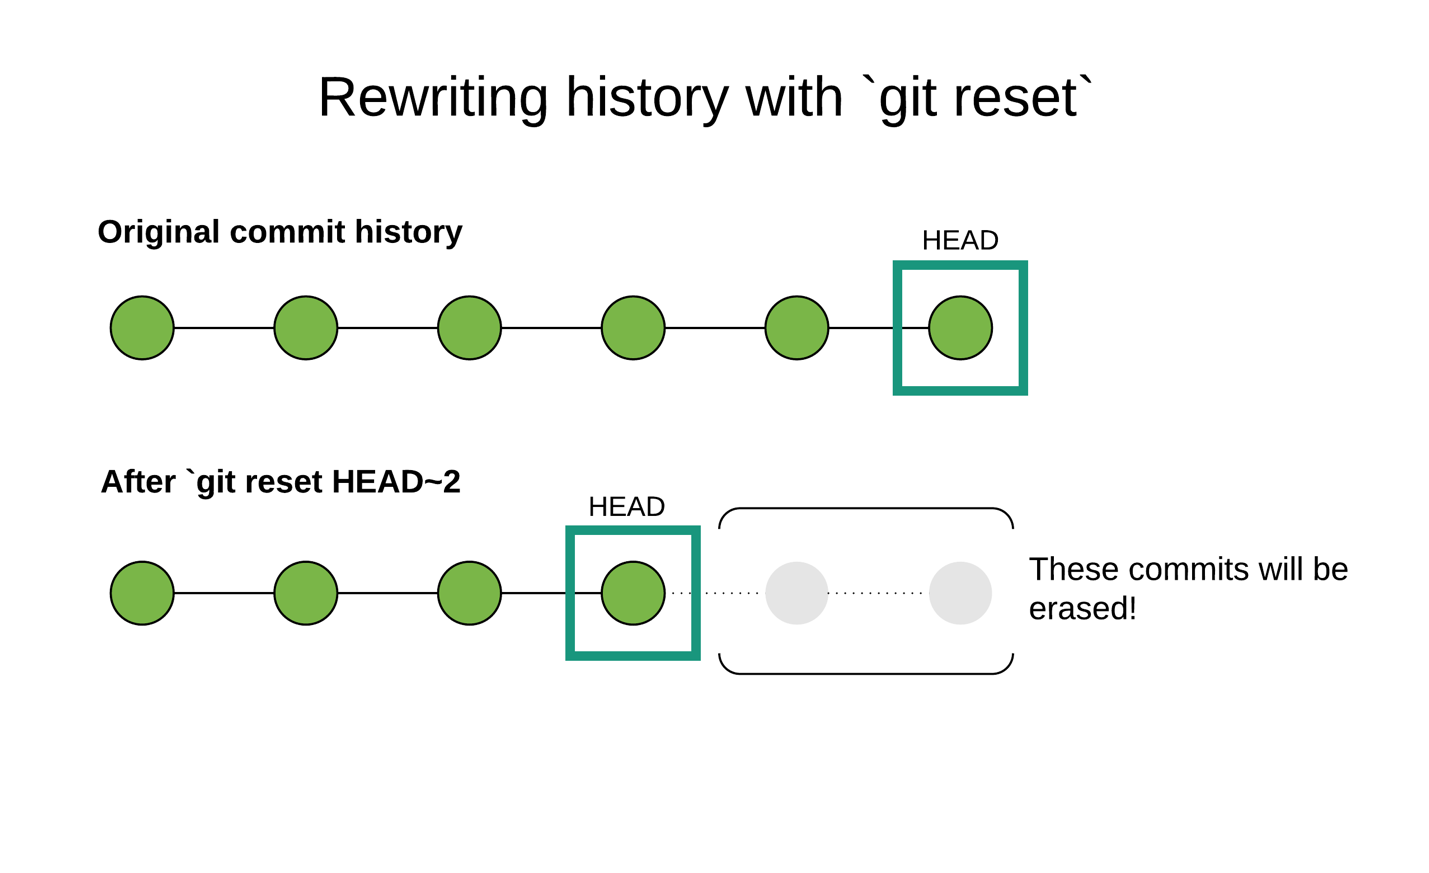 Rewriting history with `git reset`
Original commit history
HEAD
After `git reset HEAD~2
HEAD
These commits will be
erased!